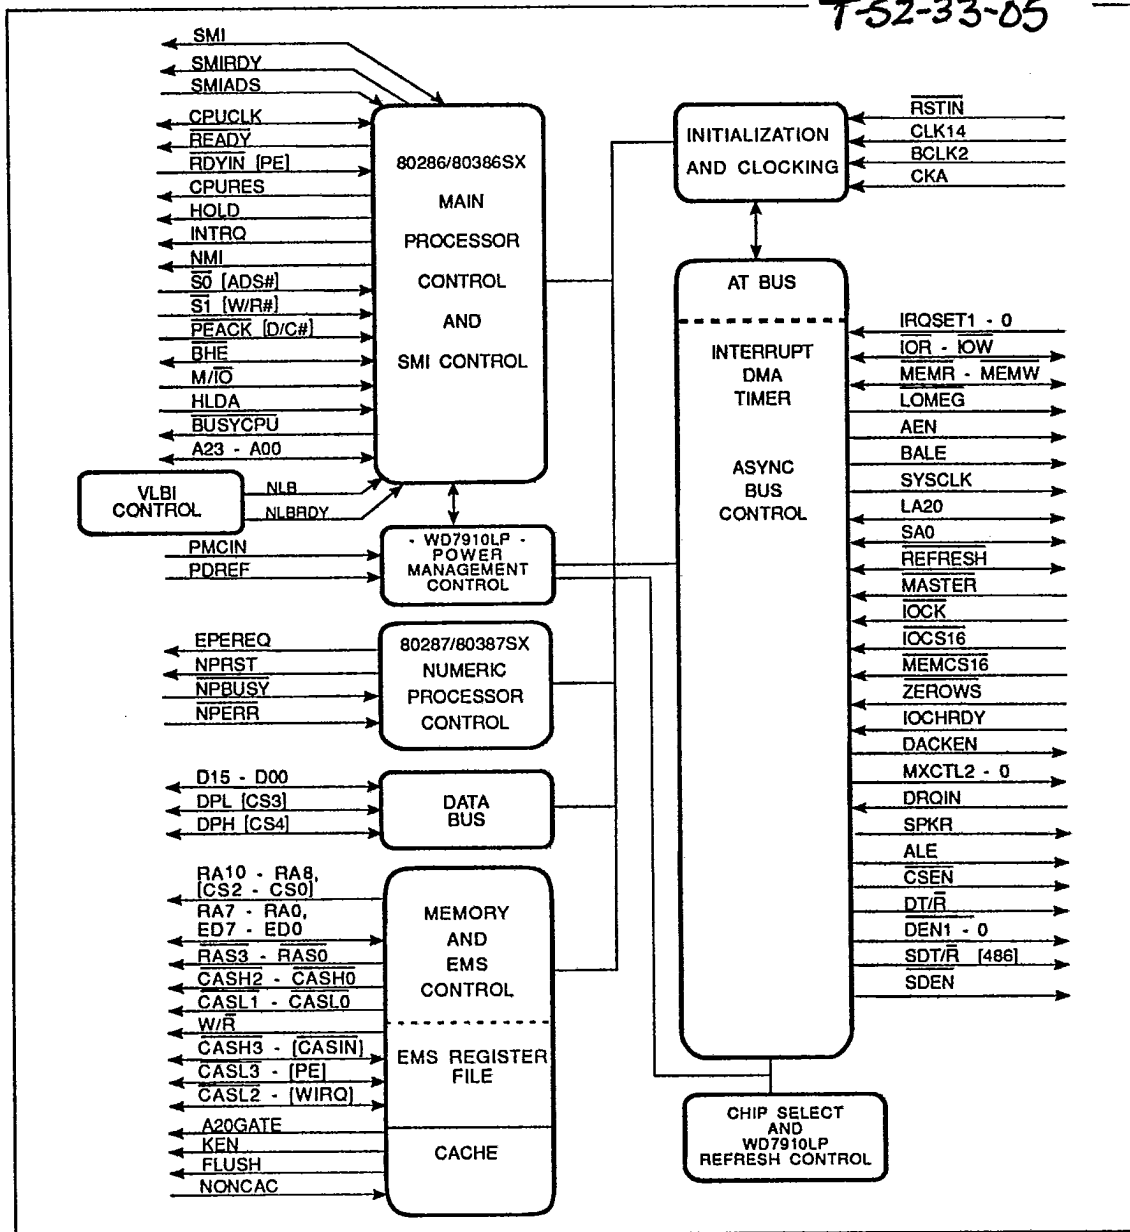 T-52-33-05
SMI
SMIRDY
SMIADS
CPUCLK
READY
RDYIN [PE]
CPURES
HOLD
INTRQ
NMI
S0 [ADS#]
S1 [W/R#]
PEACK [D/C#]
BHE
M/IO
HLDA
BUSYCPU
A23 - A00
80286/80386SX
MAIN
PROCESSOR
CONTROL
AND
SMI CONTROL
VLBI
CONTROL
NLB
NLBRDY
PMCIN
PDREF
- WD7910LP -
POWER
MANAGEMENT
CONTROL
EPEREQ
NPRST
NPBUSY
NPERR
80287/80387SX
NUMERIC
PROCESSOR
CONTROL
D15 - D00
DPL [CS3]
DPH [CS4]
DATA
BUS
RA10 - RA8,
[CS2 - CS0]
RA7 - RA0,
ED7 - ED0
RAS3 - RAS0
CASH2 - CASH0
CASL1 - CASL0
W/R
CASH3 - [CASIN]
CASL3 - [PE]
CASL2 - [WIRQ]
A20GATE
KEN
FLUSH
NONCAC
MEMORY
AND
EMS
CONTROL
EMS REGISTER
FILE
CACHE
INITIALIZATION
AND CLOCKING
RSTIN
CLK14
BCLK2
CKA
AT BUS
INTERRUPT
DMA
TIMER
ASYNC
BUS
CONTROL
IRQSET1 - 0
IOR - IOW
MEMR - MEMW
LOMEG
AEN
BALE
SYSCLK
LA20
SA0
REFRESH
MASTER
IOCK
IOCS16
MEMCS16
ZEROWS
IOCHRDY
DACKEN
MXCTL2 - 0
DRQIN
SPKR
ALE
CSEN
DT/R
DEN1 - 0
SDT/R [486]
SDEN
CHIP SELECT
AND
WD7910LP
REFRESH CONTROL